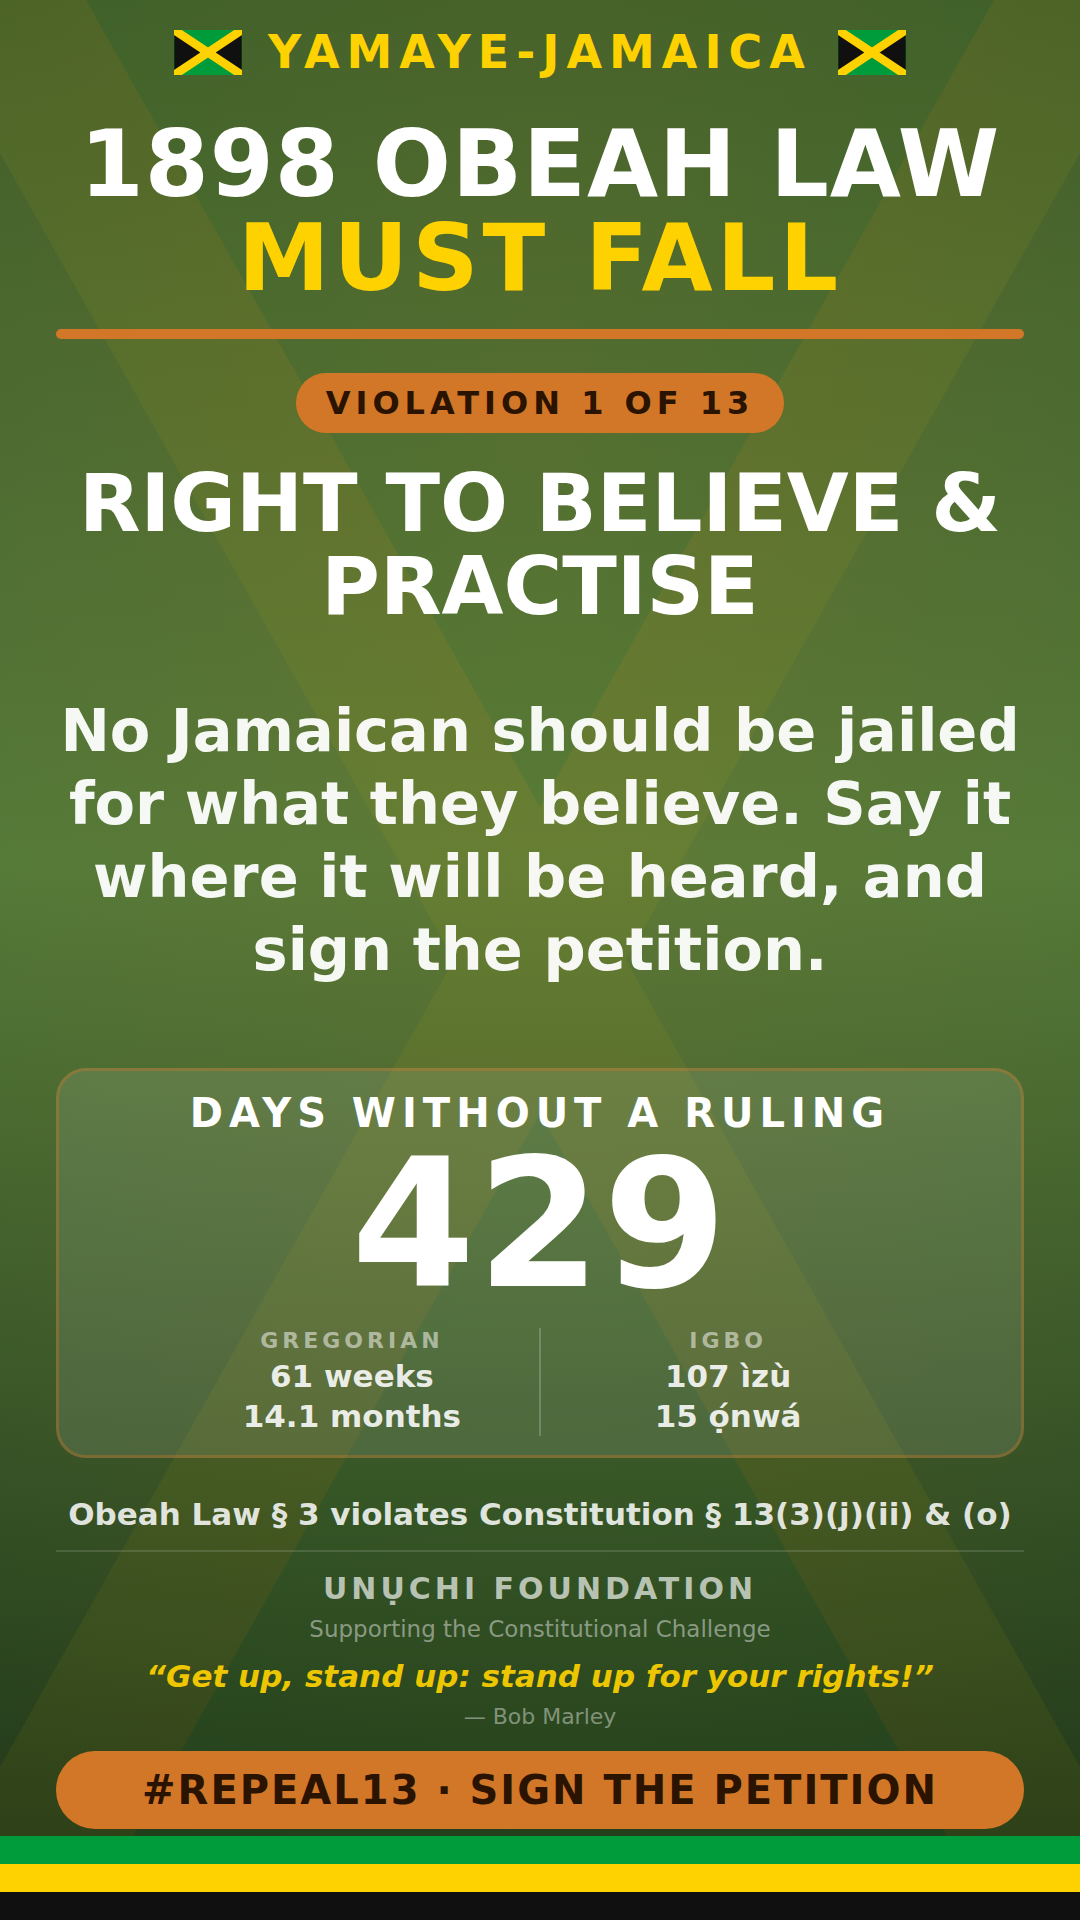 YAMAYE-JAMAICA
1898 OBEAH LAW
MUST FALL
VIOLATION 1 OF 13
RIGHT TO BELIEVE &
PRACTISE
No Jamaican should be jailed
for what they believe. Say it
where it will be heard, and
sign the petition.
DAYS WITHOUT A RULING
429
GREGORIAN
61 weeks
14.1 months
IGBO
107 ìzù
15 ọ́nwá
Obeah Law § 3 violates Constitution § 13(3)(j)(ii) & (o)
UNỤCHI FOUNDATION
Supporting the Constitutional Challenge
“Get up, stand up: stand up for your rights!”
— Bob Marley
#REPEAL13 · SIGN THE PETITION